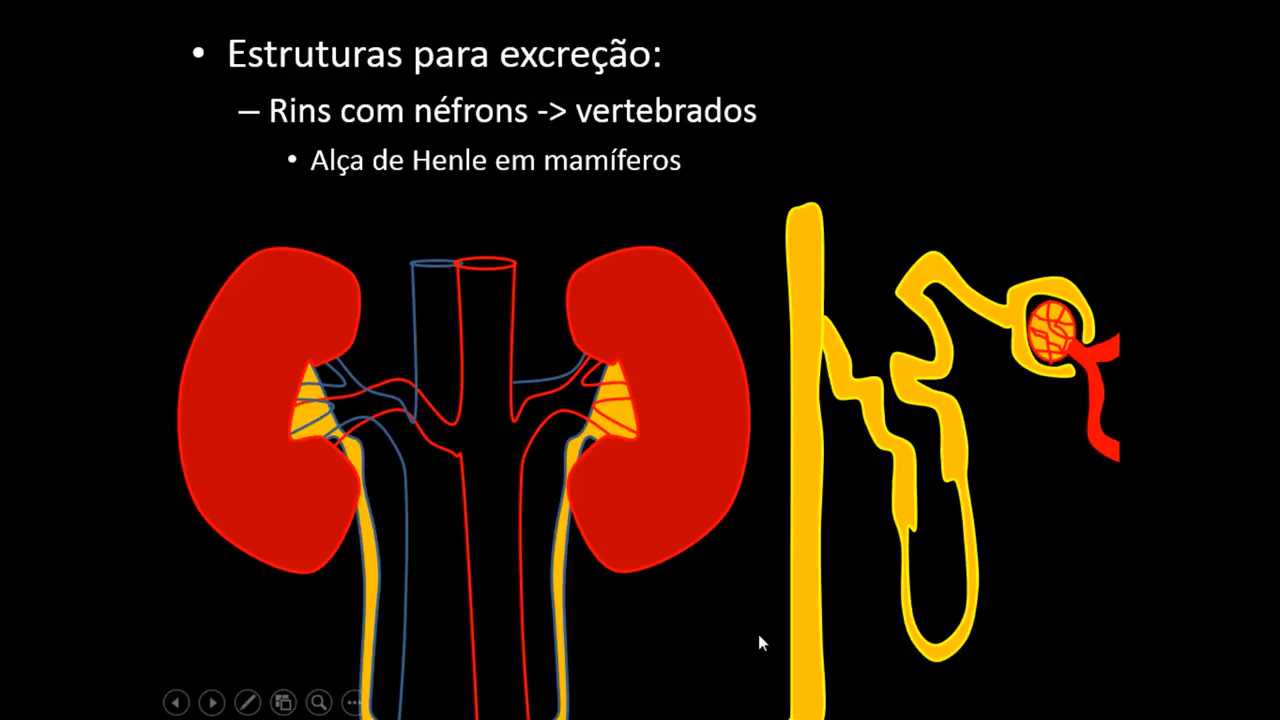 • Estruturas para excreção:
– Rins com néfrons -> vertebrados
• Alça de Henle em mamíferos